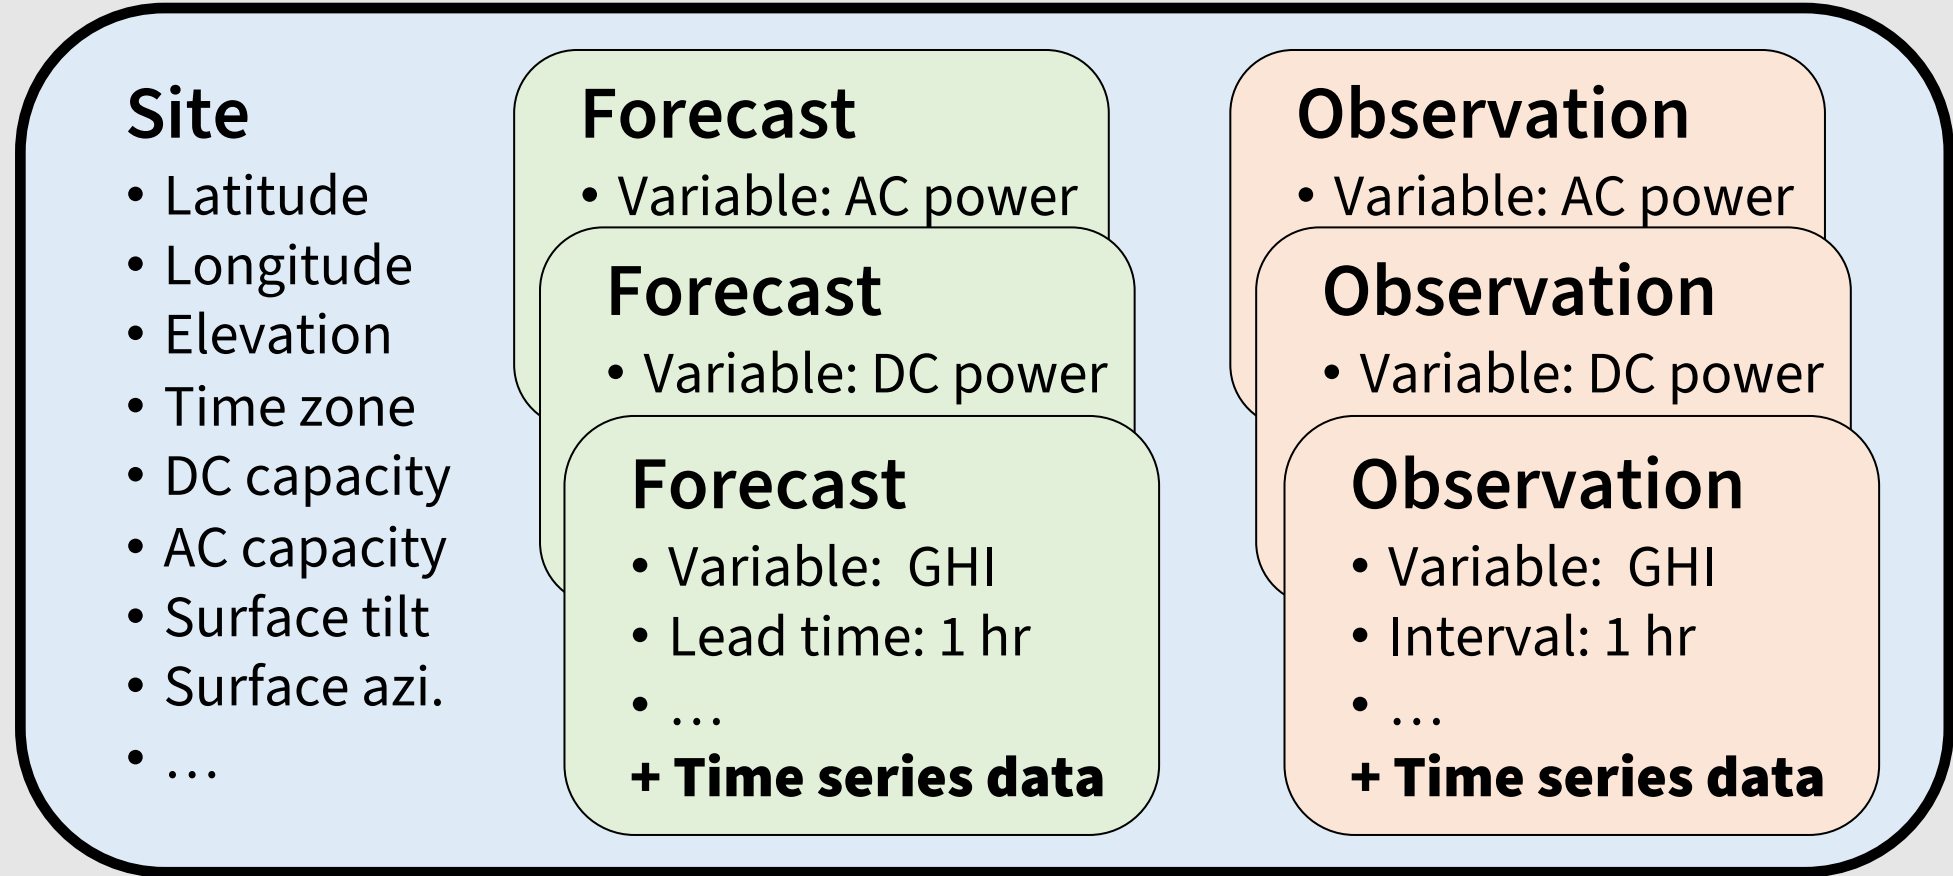 Site
• Latitude
• Longitude
• Elevation
• Time zone
• DC capacity
• AC capacity
• Surface tilt
• Surface azi.
• …
Forecast
• Variable: AC power
Forecast
• Variable: DC power
Forecast
• Variable:  GHI
• Lead time: 1 hr
• …
+ Time series data
Observation
• Variable: AC power
Observation
• Variable: DC power
Observation
• Variable:  GHI
• Interval: 1 hr
• …
+ Time series data